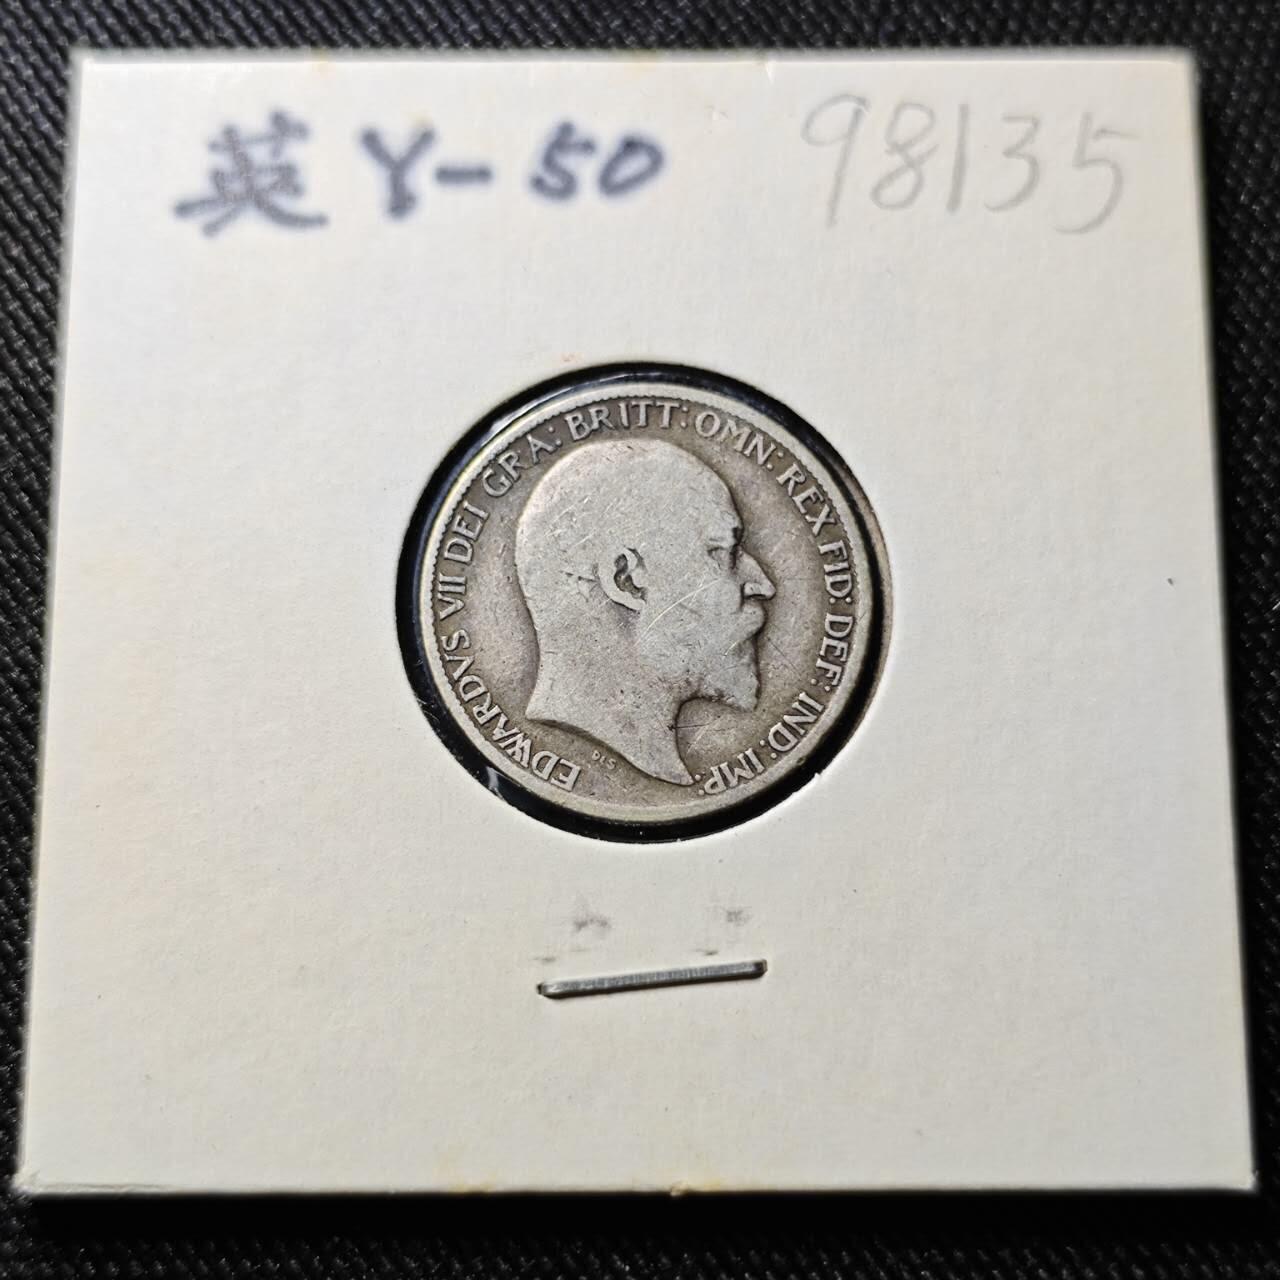 英 Y-50 98135
EDWARDVS VII DEI GRA: BRITT: OMN: REX FID: DEF: IND: IMP:
DES